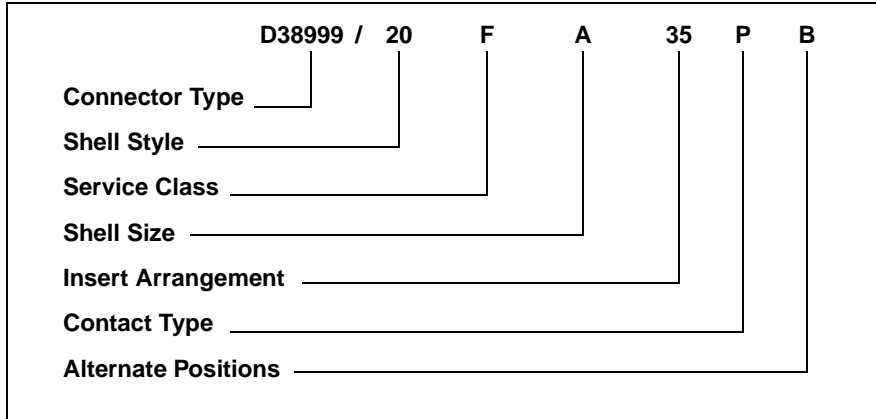 D38999 / 20 F A 35 P B
Connector Type
Shell Style
Service Class
Shell Size
Insert Arrangement
Contact Type
Alternate Positions